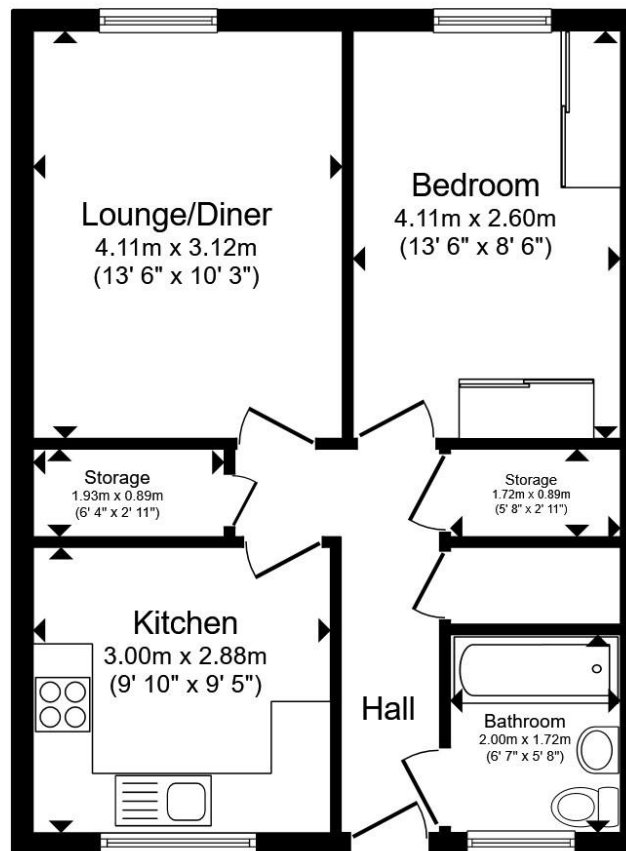 Lounge/Diner
4.11m x 3.12m
(13' 6" x 10' 3")
Bedroom
4.11m x 2.60m
(13' 6" x 8' 6")
Storage
1.93m x 0.89m
(6' 4" x 2' 11")
Storage
1.72m x 0.89m
(5' 8" x 2' 11")
Kitchen
3.00m x 2.88m
(9' 10" x 9' 5")
Hall
Bathroom
2.00m x 1.72m
(6' 7" x 5' 8")